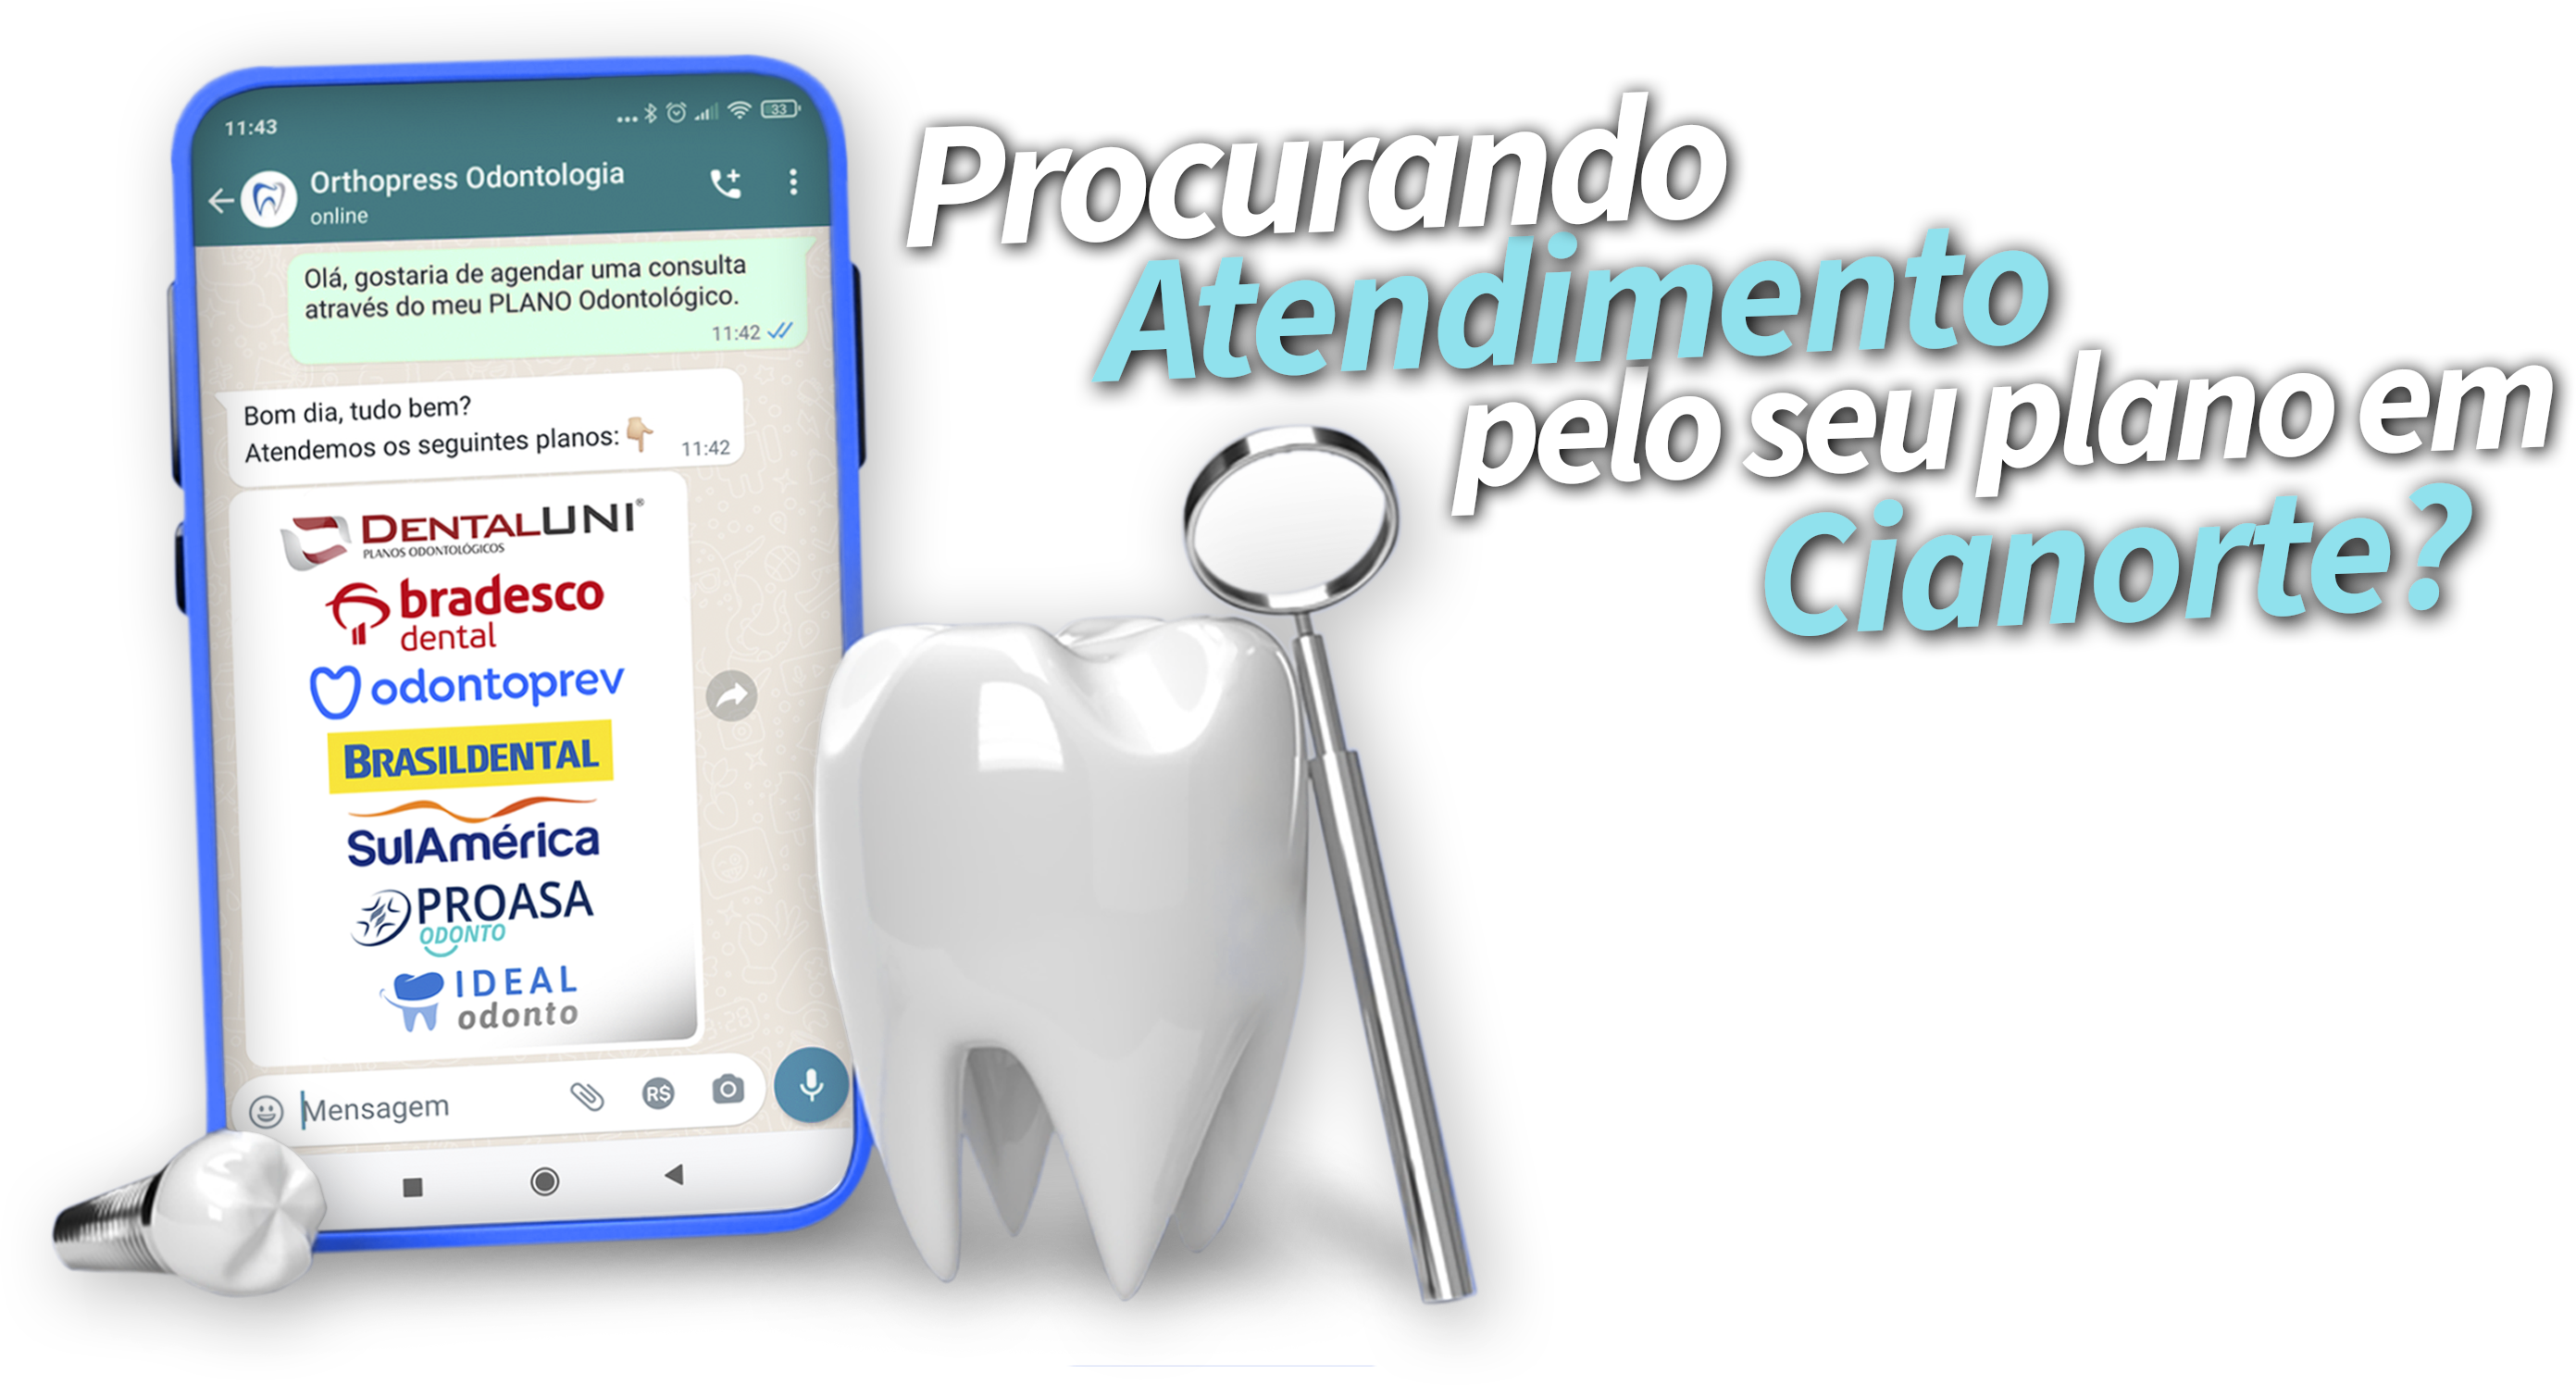 11:43
33
Orthopress Odontologia
online
Olá, gostaria de agendar uma consulta
através do meu PLANO Odontológico.
11:42
Bom dia, tudo bem?
Atendemos os seguintes planos:
11:42
DENTALUNI®
PLANOS ODONTOLÓGICOS
bradesco
dental
odontoprev
BRASILDENTAL
SulAmérica
PROASA
ODONTO
IDEAL
odonto
Mensagem
R$
Procurando
Atendimento
pelo seu plano em
Cianorte?